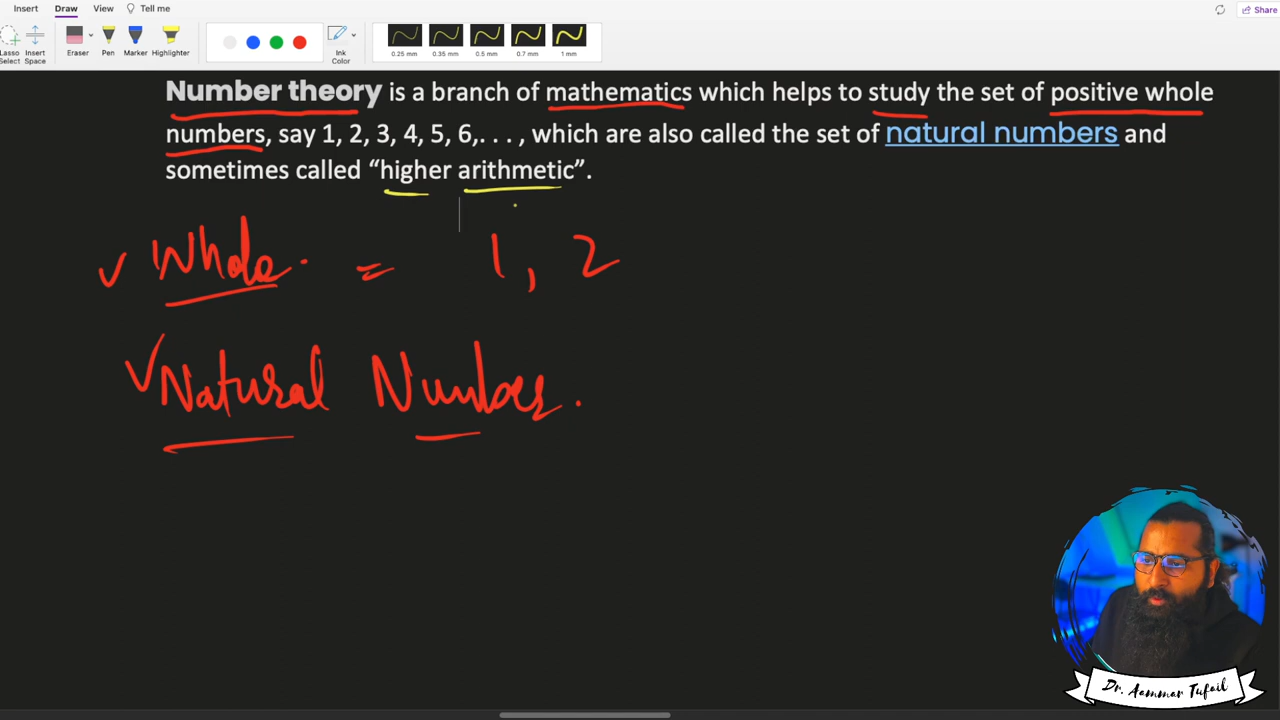 Insert Draw View Tell me
Share
Lasso Select
Insert Space
Eraser
Pen
Marker
Highlighter
Ink Color
0.25 mm 0.35 mm 0.5 mm 0.7 mm 1 mm
Number theory is a branch of mathematics which helps to study the set of positive whole
numbers, say 1, 2, 3, 4, 5, 6,. . . , which are also called the set of natural numbers and
sometimes called “higher arithmetic”.
Whole. = 1, 2
Natural Number.
Dr. Aammar Tufail